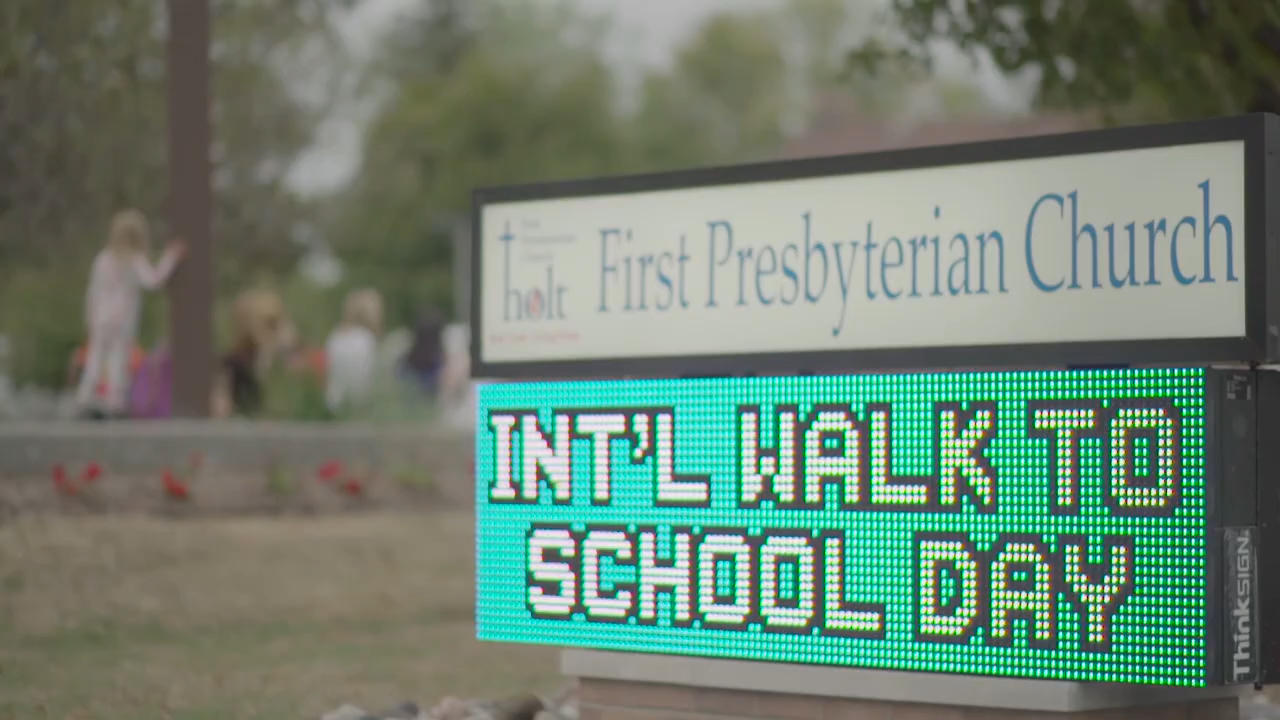 holt
First Presbyterian Church
INT'L WALK TO
SCHOOL DAY
ThinkSIGN.